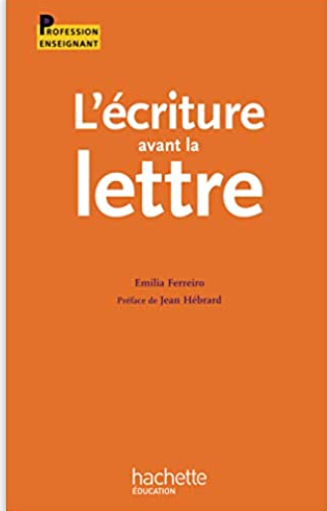 PROFESSION
ENSEIGNANT
L'écriture
avant la
lettre
Emilia Ferreiro
Préface de Jean Hébrard
hachette
ÉDUCATION